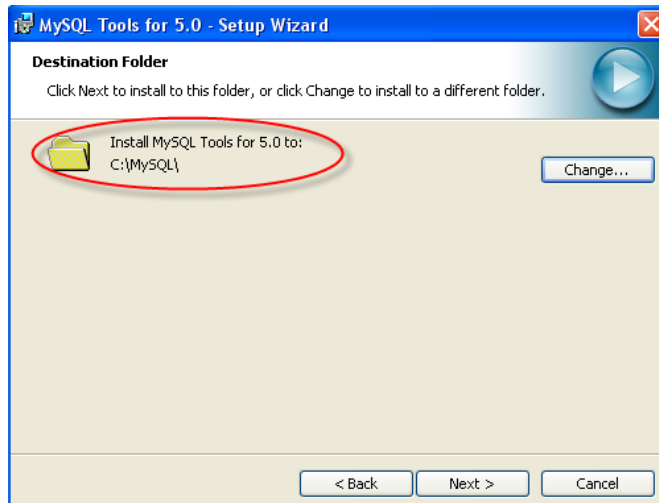 MySQL Tools for 5.0 - Setup Wizard
Destination Folder
Click Next to install to this folder, or click Change to install to a different folder.
Install MySQL Tools for 5.0 to:
C:\MySQL\
Change...
< Back
Next >
Cancel